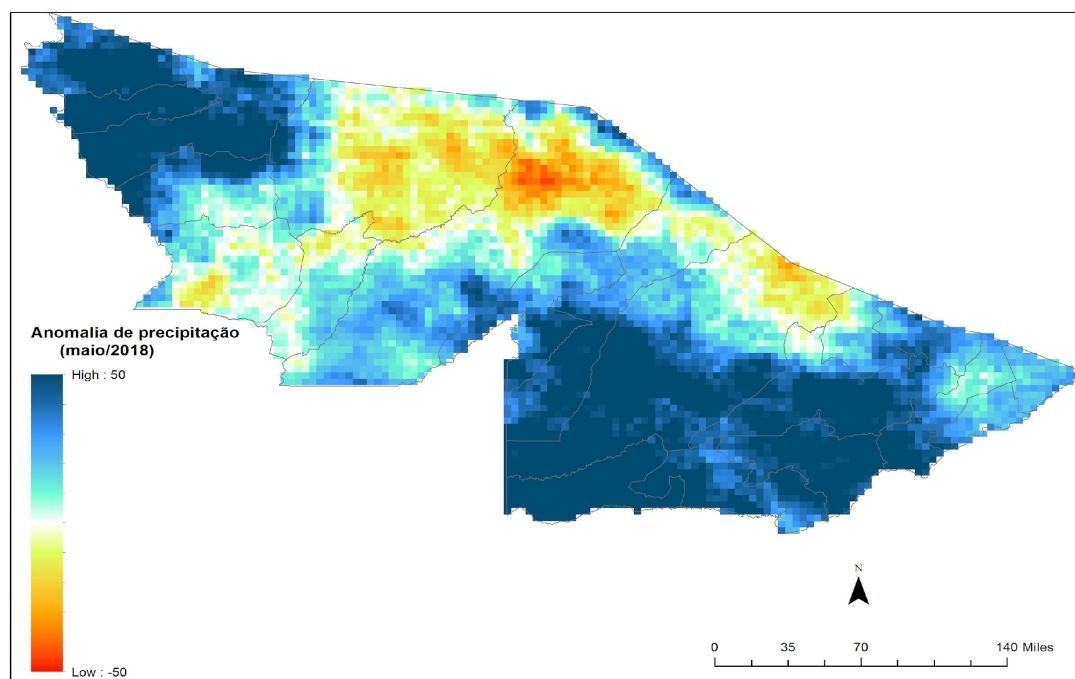 Anomalia de precipitação
(maio/2018)
High : 50
Low : -50
N
0 35 70 140 Miles